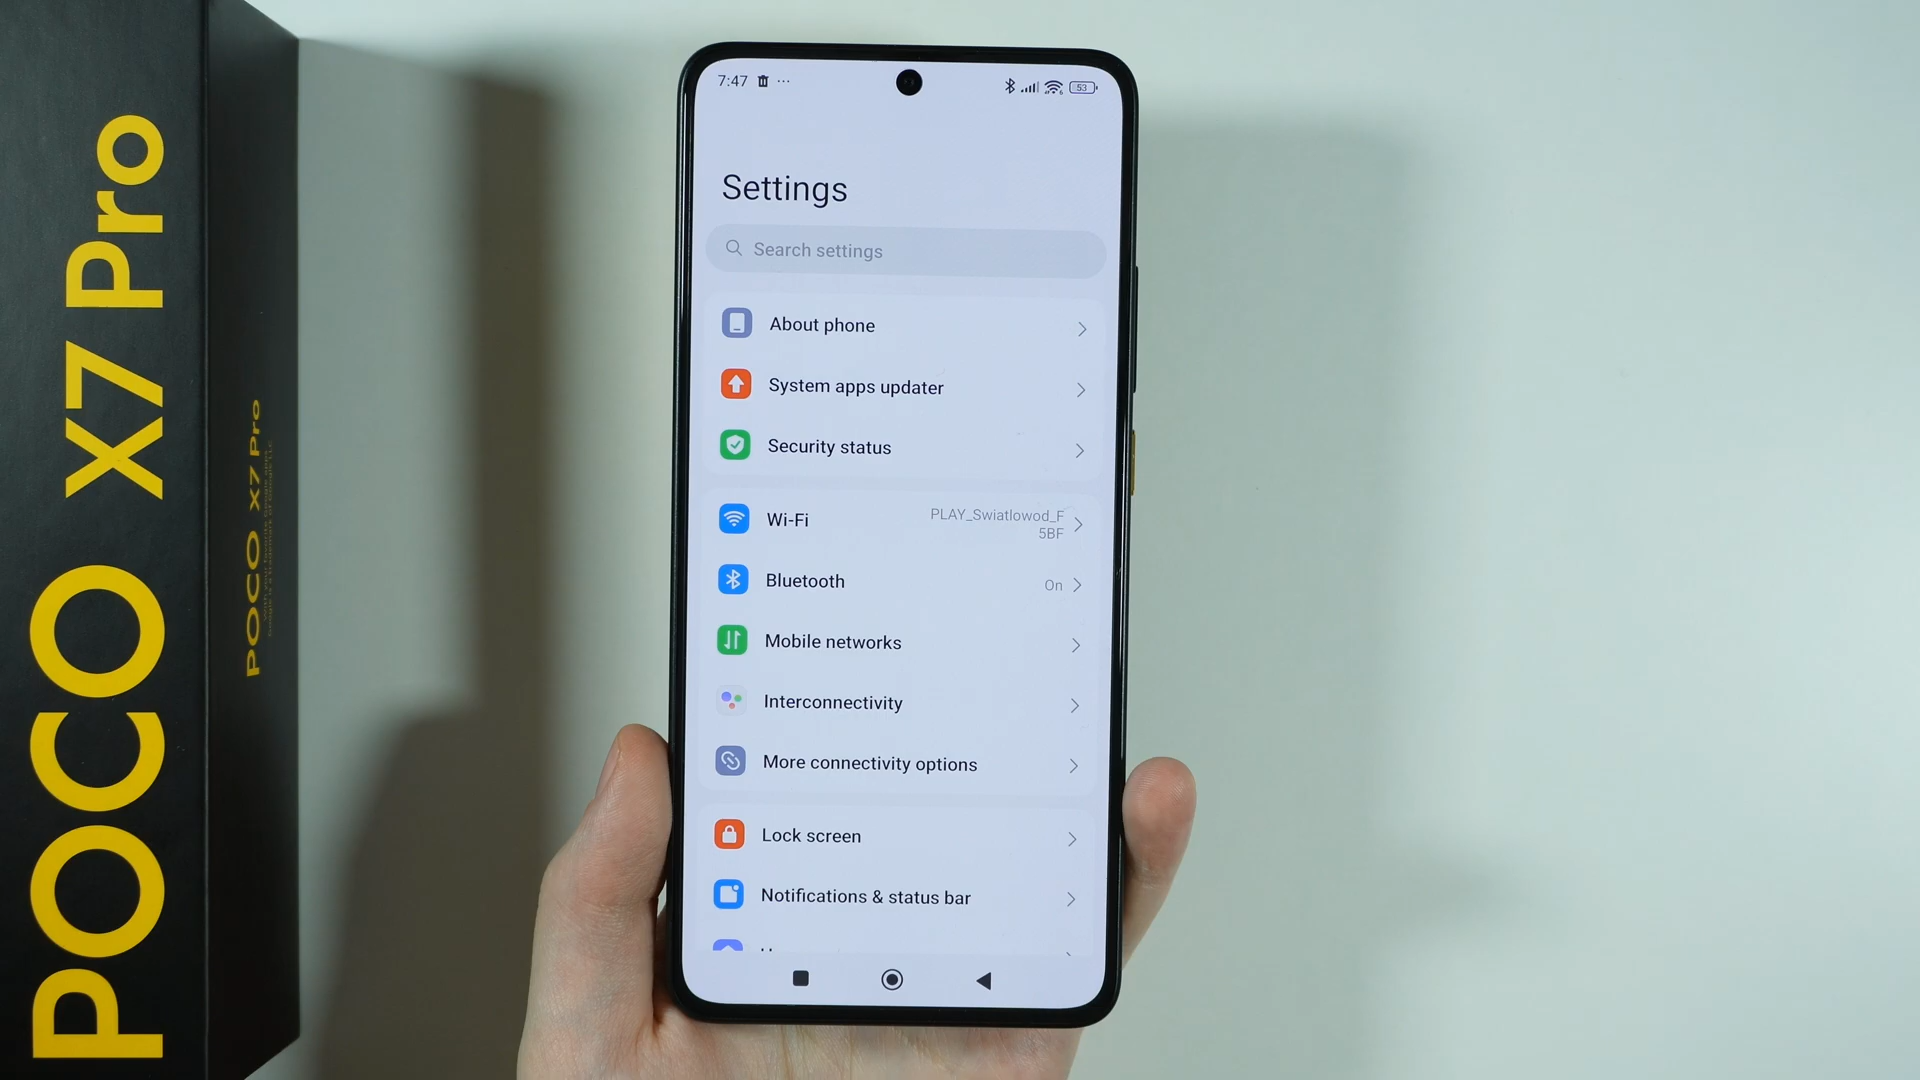 POCO X7 Pro
POCO X7 Pro
7:47 ...
53
Settings
Search settings
About phone
System apps updater
Security status
Wi-Fi
PLAY_Swiatlowod_F
5BF
Bluetooth
On
Mobile networks
Interconnectivity
More connectivity options
Lock screen
Notifications & status bar